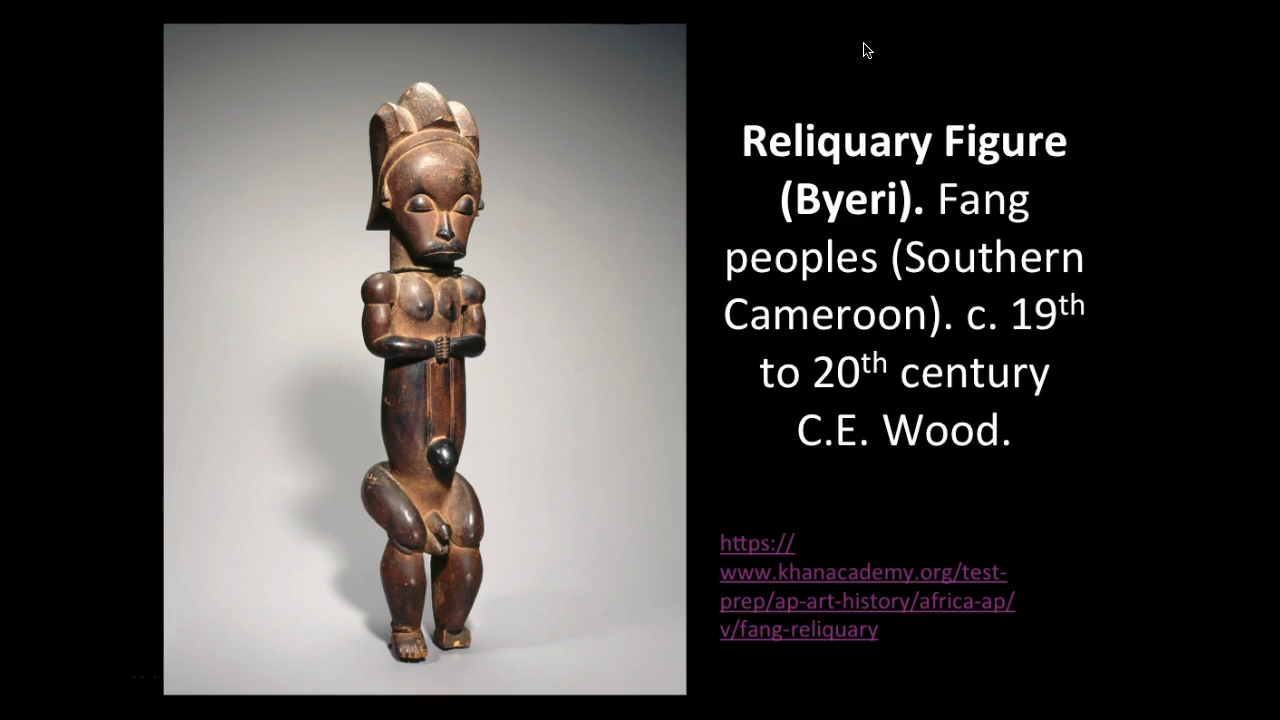 Reliquary Figure
(Byeri). Fang
peoples (Southern
Cameroon). c. 19th
to 20th century
C.E. Wood.
https://
www.khanacademy.org/test-
prep/ap-art-history/africa-ap/
v/fang-reliquary